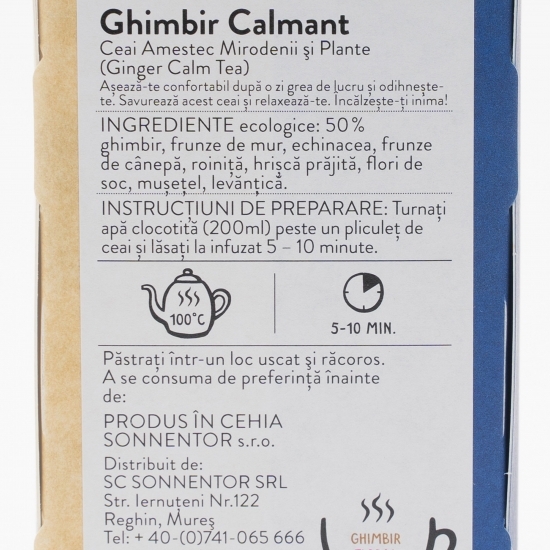 Ghimbir Calmant
Ceai Amestec Mirodenii şi Plante
(Ginger Calm Tea)
Aşează-te confortabil după o zi grea de lucru şi odihneşte-
te. Savurează acest ceai şi relaxează-te. Încălzeşte-ţi inima!
INGREDIENTE ecologice: 50%
ghimbir, frunze de mur, echinacea, frunze
de cânepă, roiniţă, hrişcă prăjită, flori de
soc, muşeţel, levănţică.
INSTRUCŢIUNI DE PREPARARE: Turnaţi
apă clocotită (200ml) peste un pliculeţ de
ceai şi lăsaţi la infuzat 5 – 10 minute.
100°C
5-10 MIN.
Păstraţi într-un loc uscat şi răcoros.
A se consuma de preferinţă înainte
de:
PRODUS ÎN CEHIA
SONNENTOR s.r.o.
Distribuit de:
SC SONNENTOR SRL
Str. Iernuţeni Nr.122
Reghin, Mureş
Tel: + 40-(0)741-065 666
GHIMBIR